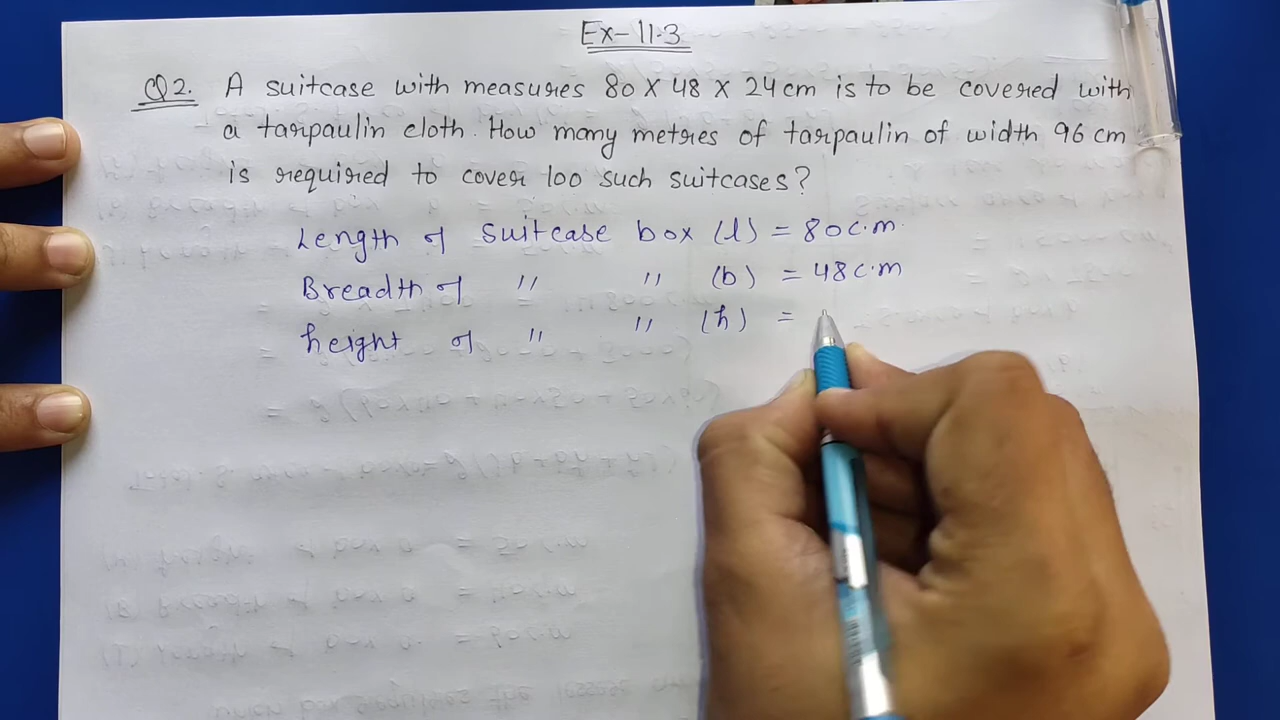 Ex-11.3
Q2. A suitcase with measures 80 X 48 X 24 cm is to be covered with
a tarpaulin cloth. How many metres of tarpaulin of width 96 cm
is required to cover 100 such suitcases?
Length of suitcase box (l) = 80c.m.
Breadth of " " (b) = 48c.m
height of " " (h) =